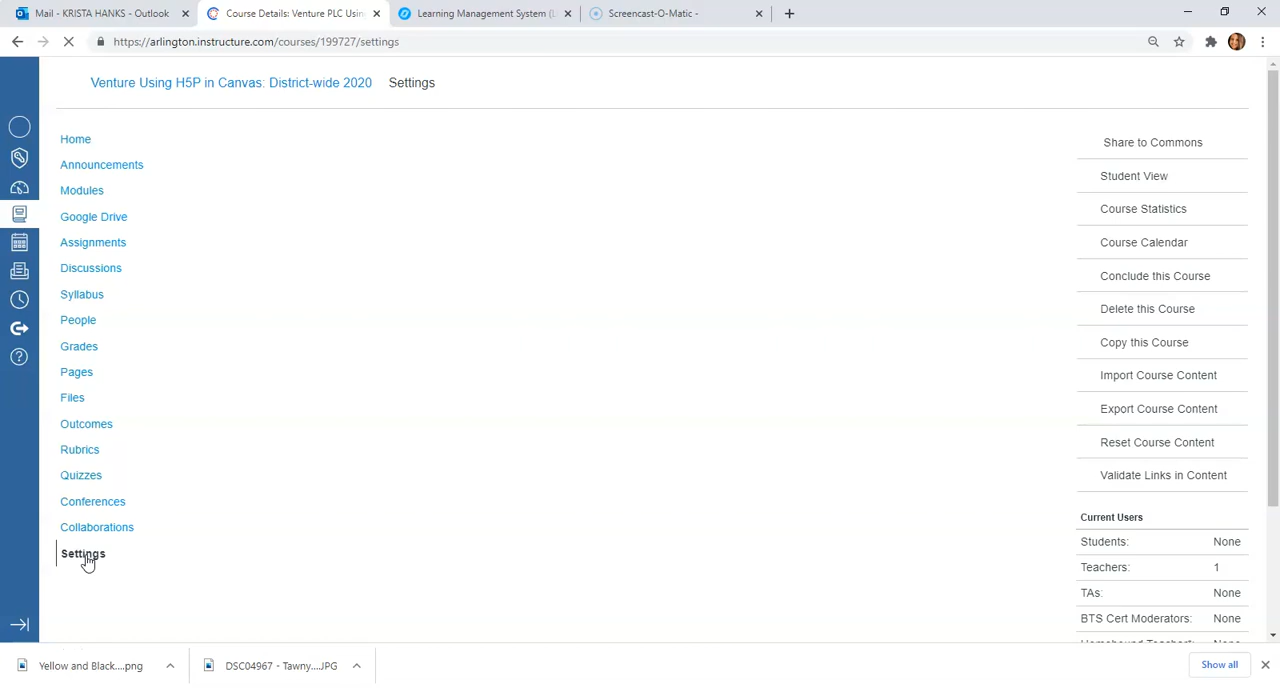 Mail - KRISTA HANKS - Outlook
Course Details: Venture PLC Usin
Learning Management System (L
Screencast-O-Matic -
https://arlington.instructure.com/courses/199727/settings
Venture Using H5P in Canvas: District-wide 2020 Settings
Home
Announcements
Modules
Google Drive
Assignments
Discussions
Syllabus
People
Grades
Pages
Files
Outcomes
Rubrics
Quizzes
Conferences
Collaborations
Settings
Share to Commons
Student View
Course Statistics
Course Calendar
Conclude this Course
Delete this Course
Copy this Course
Import Course Content
Export Course Content
Reset Course Content
Validate Links in Content
Current Users
Students: None
Teachers: 1
TAs: None
BTS Cert Moderators: None
Yellow and Black....png
DSC04967 - Tawny....JPG
Show all